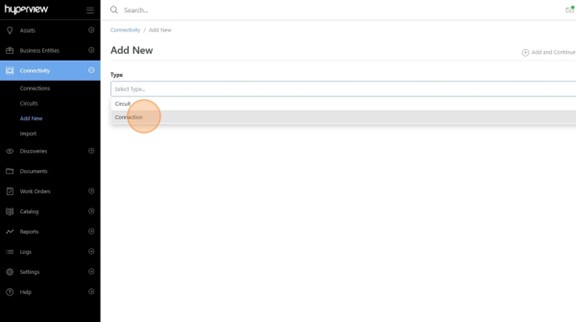 hyperview
Search...
Assets
Business Entities
Connectivity
Connections
Circuits
Add New
Import
Discoveries
Documents
Work Orders
Catalog
Reports
Logs
Settings
Help
Connectivity / Add New
Add New
Add and Continue
Type
Select Type...
Circuit
Connection